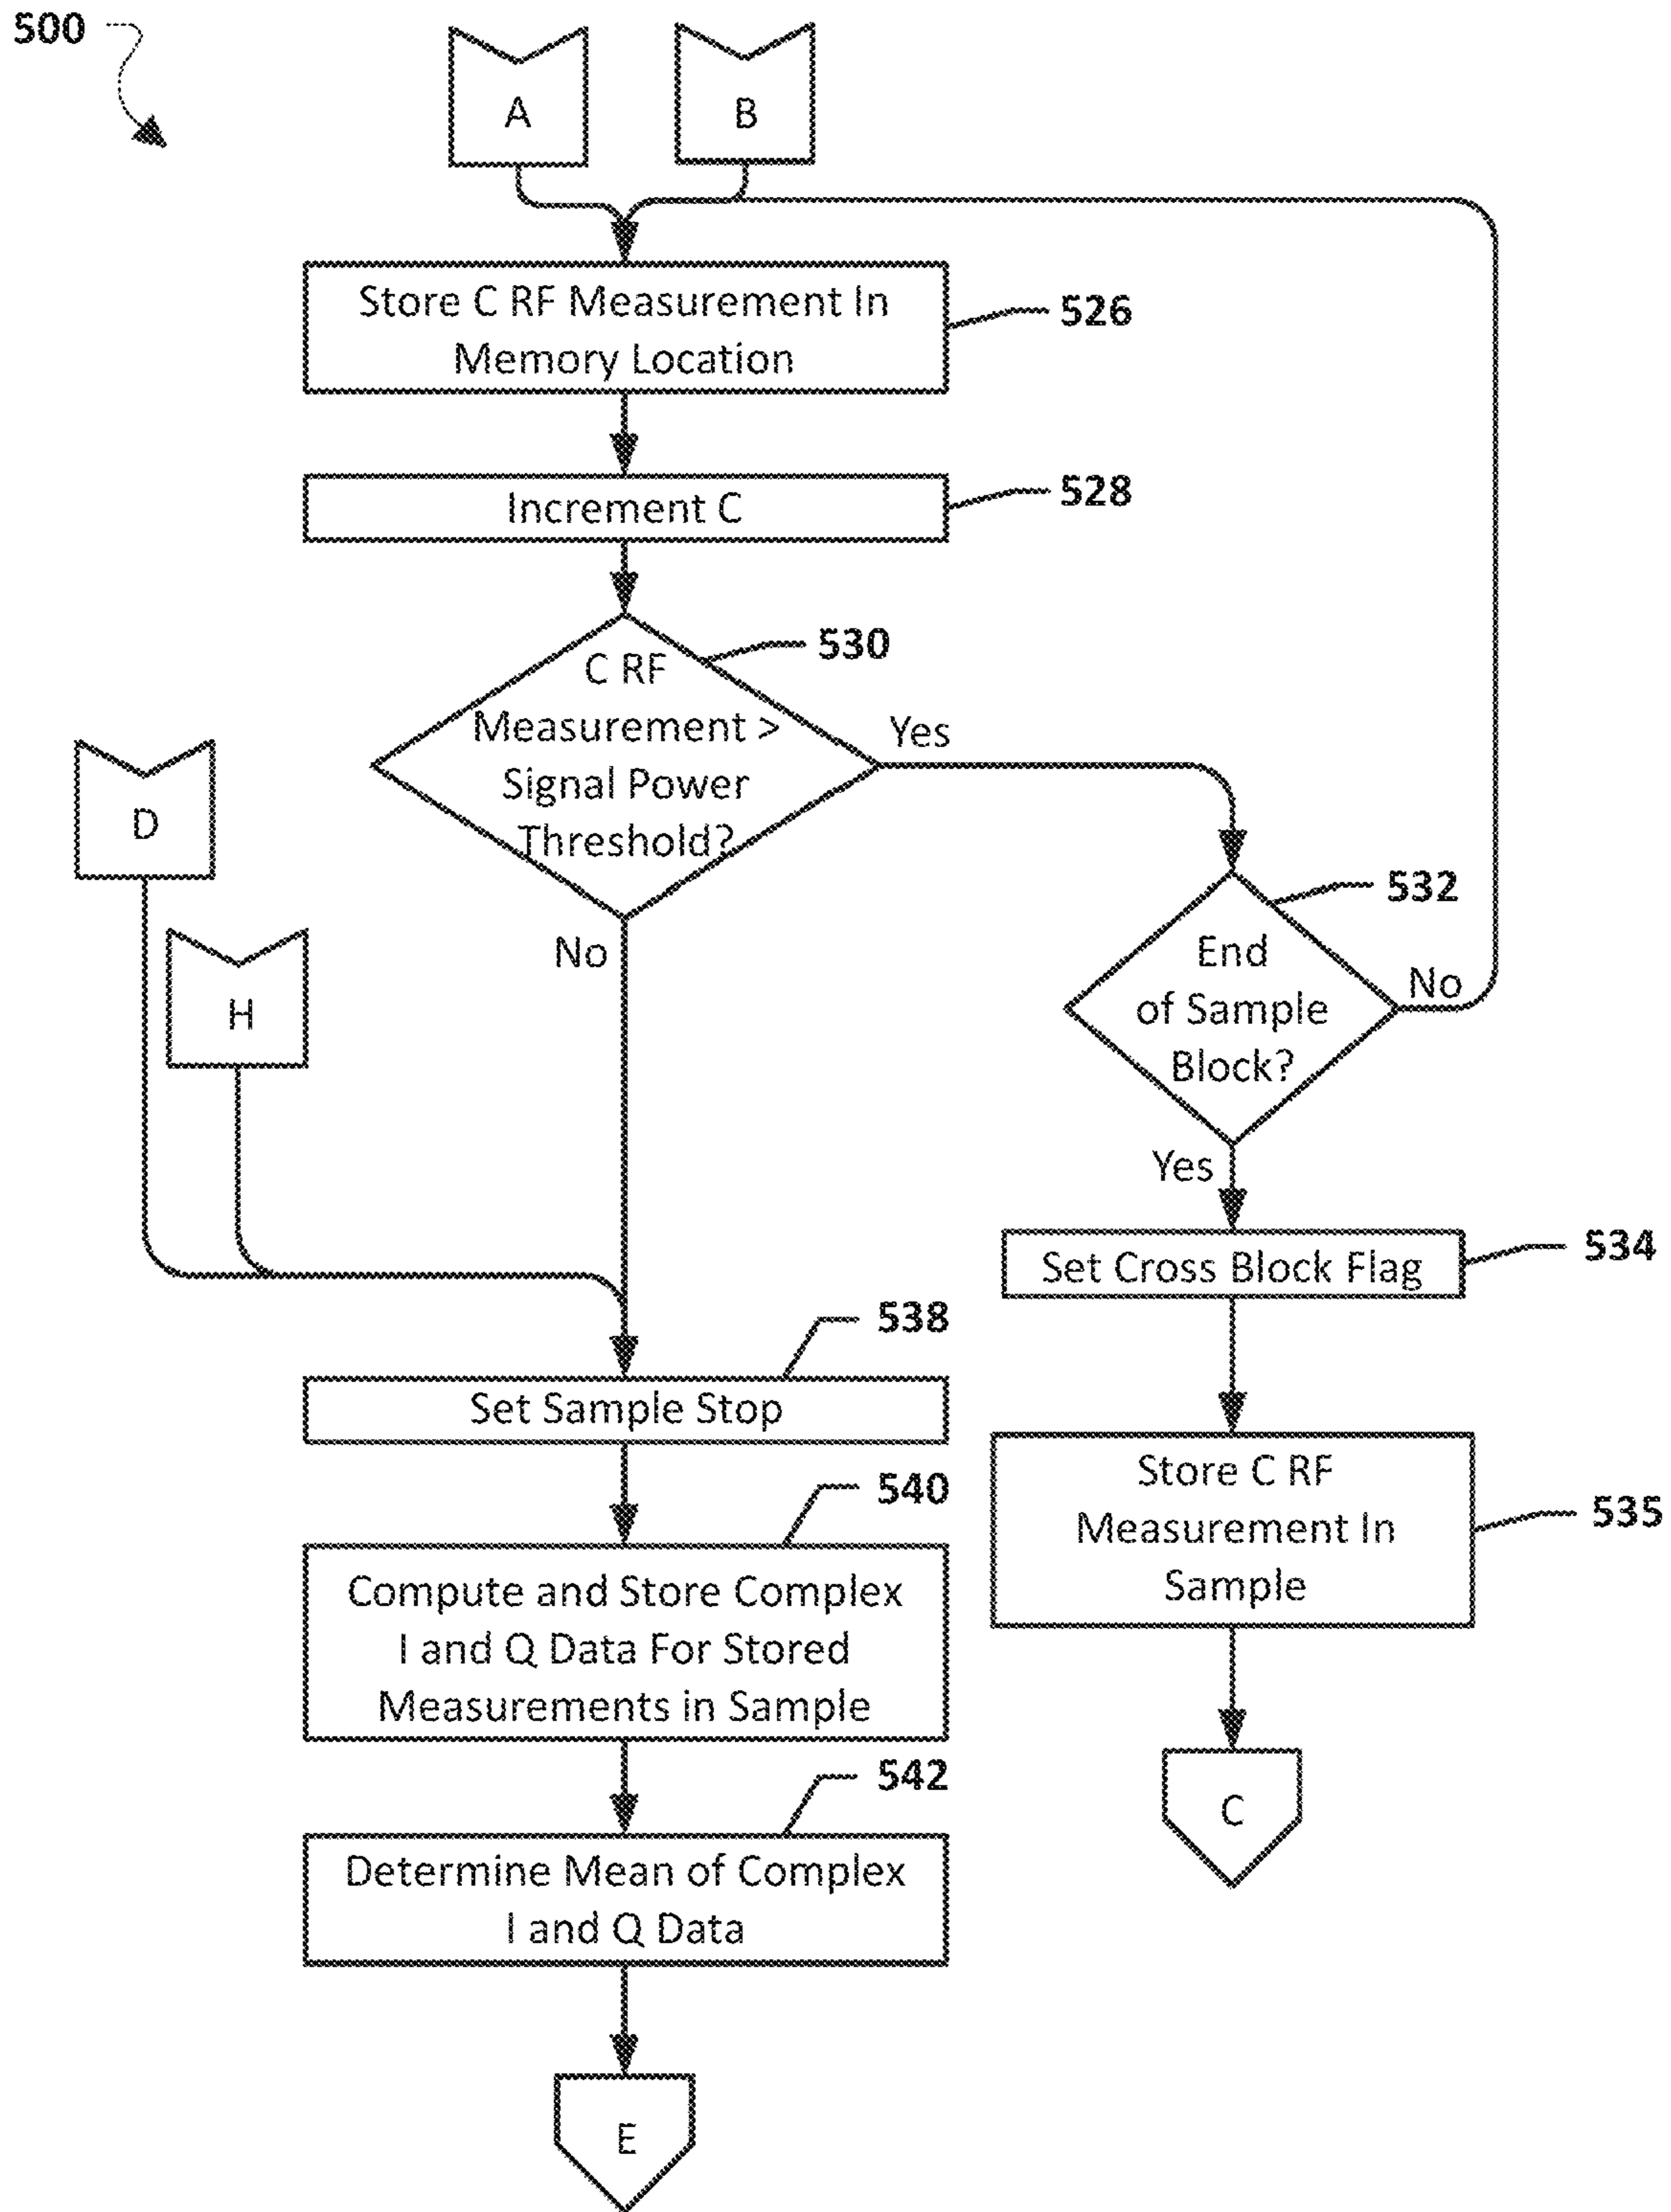 500
A
B
Store C RF Measurement In
Memory Location
526
Increment C
528
C RF
Measurement >
Signal Power
Threshold?
530
Yes
No
D
H
532
End
of Sample
Block?
No
Yes
Set Cross Block Flag
534
538
Set Sample Stop
Store C RF
Measurement In
Sample
535
540
Compute and Store Complex
I and Q Data For Stored
Measurements in Sample
542
Determine Mean of Complex
I and Q Data
C
E